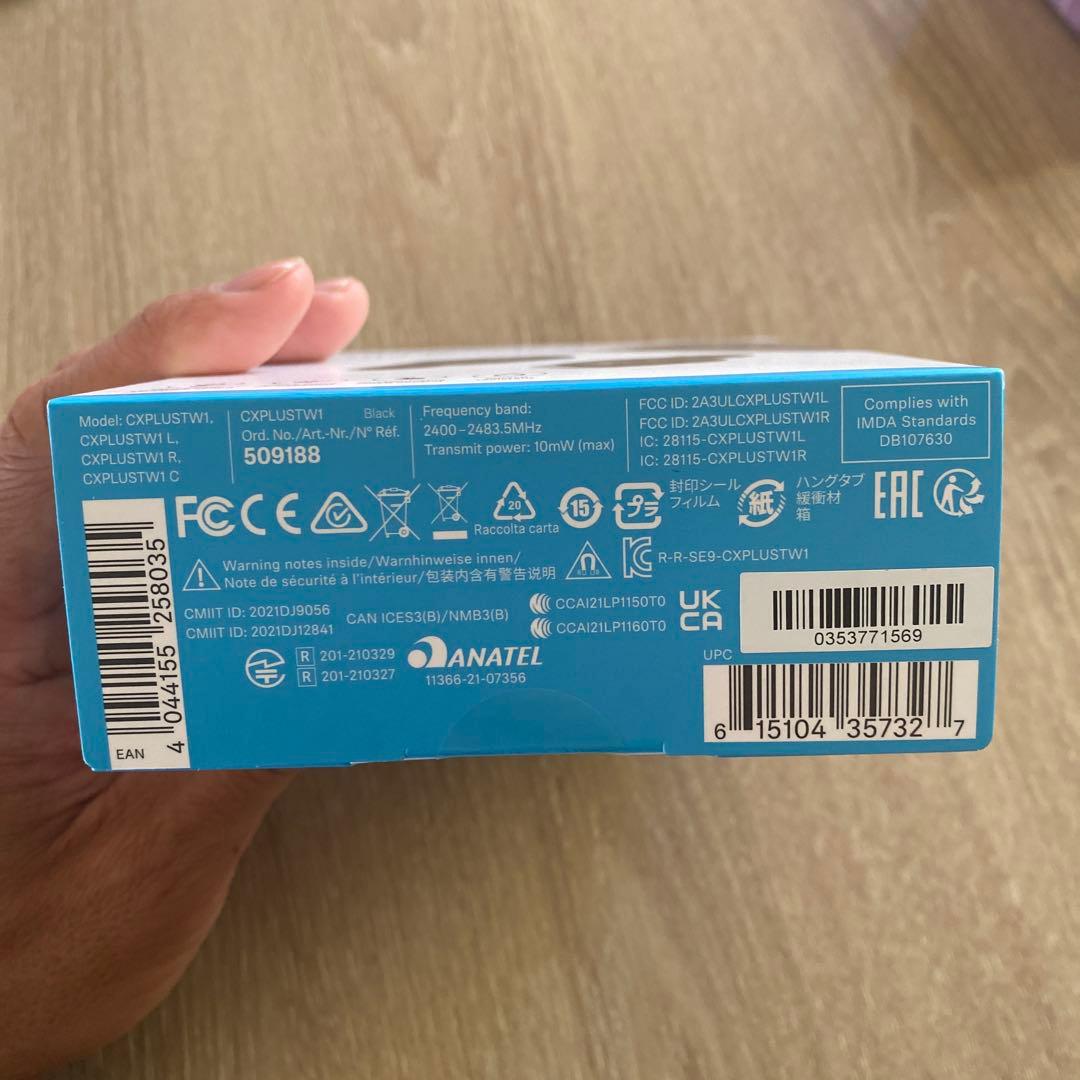 Model: CXPLUSTW1,
CXPLUSTW1 L,
CXPLUSTW1 R,
CXPLUSTW1 C
CXPLUSTW1 Black
Ord. No./Art.-Nr./N° Réf.
509188
Frequency band:
2400-2483.5MHz
Transmit power: 10mW (max)
FCC ID: 2A3ULCXPLUSTW1L
FCC ID: 2A3ULCXPLUSTW1R
IC: 28115-CXPLUSTW1L
IC: 28115-CXPLUSTW1R
Complies with
IMDA Standards
DB107630
FC CE
20
Raccolta carta
15
プラ
封印シール
フィルム
紙
ハングタブ
緩衝材
箱
EAC
Warning notes inside/Warnhinweise innen/
Note de sécurité à l'intérieur/包装内含有警告说明
R-R-SE9-CXPLUSTW1
CMIIT ID: 2021DJ9056
CMIIT ID: 2021DJ12841
CAN ICES3(B)/NMB3(B)
CCAI21LP1150T0
CCAI21LP1160T0
UK
CA
R 201-210329
R 201-210327
ANATEL
11366-21-07356
0353771569
UPC
6 15104 35732 7
EAN
4 044155 258035